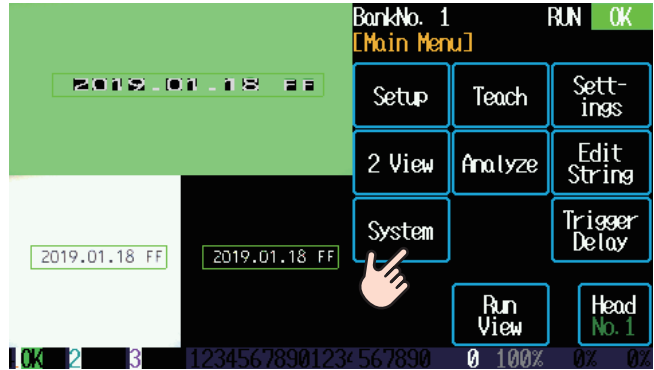 BankNo. 1 RUN OK
[Main Menu]
2019.01.18 FF
Setup
Teach
Sett-
ings
2 View
Analyze
Edit
String
2019.01.18 FF
2019.01.18 FF
System
Trigger
Delay
Run
View
Head
No.1
OK 2 3 12345678901234567890 0 100% 0% 0%